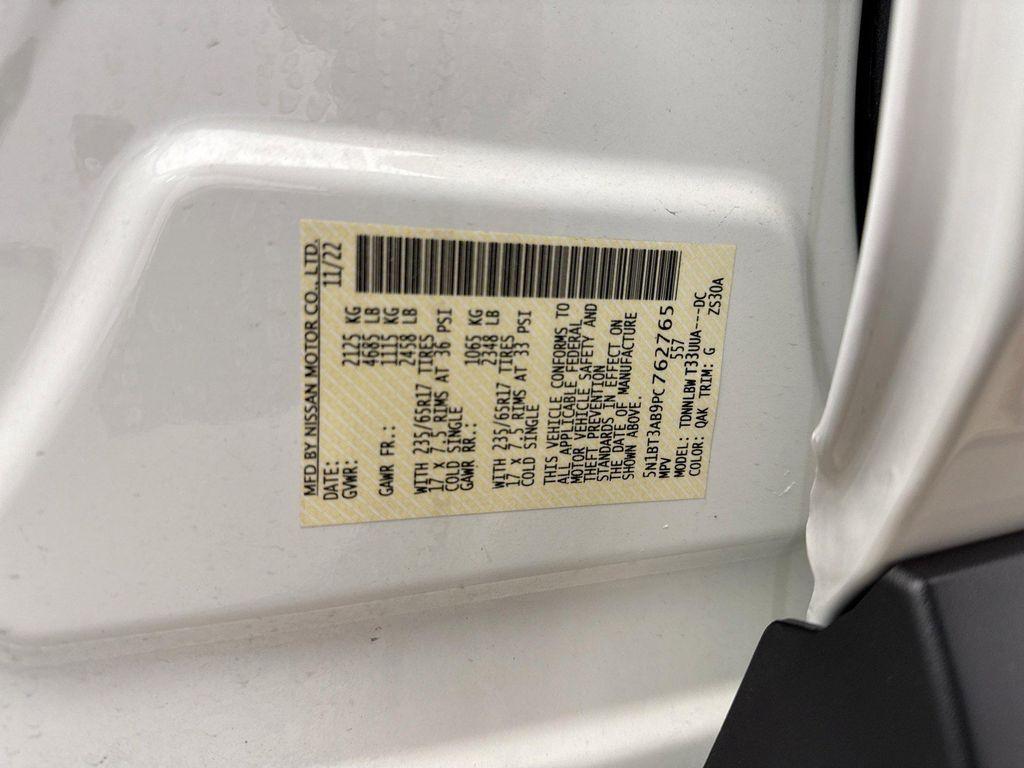 MFD BY NISSAN MOTOR CO., LTD.
DATE: 11/22
GVWR: 2125 KG
4685 LB
GAWR FR.: 1115 KG
2458 LB
WITH 235/65R17 TIRES
17 X 7.5 RIMS AT 36 PSI
COLD SINGLE
GAWR RR.: 1065 KG
2348 LB
WITH 235/65R17 TIRES
17 X 7.5 RIMS AT 33 PSI
COLD SINGLE
THIS VEHICLE CONFORMS TO
ALL APPLICABLE FEDERAL
MOTOR VEHICLE SAFETY AND
THEFT PREVENTION
STANDARDS IN EFFECT ON
THE DATE OF MANUFACTURE
SHOWN ABOVE.
5N1BT3AB9PC762765
MPV 557
MODEL: TDNNLBW T33UUA---DC
COLOR: QAK TRIM: G ZS30A